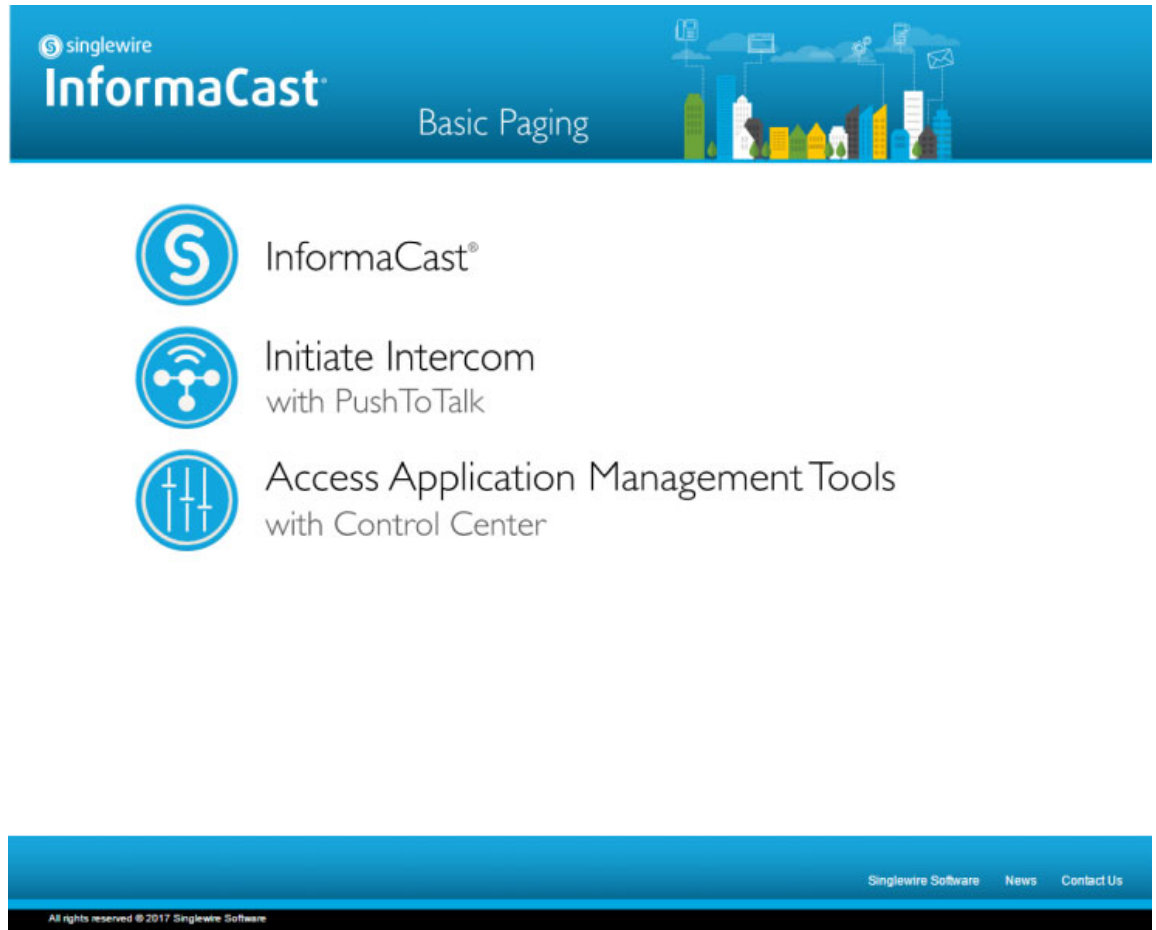 singlewire
InformaCast®
Basic Paging
InformaCast®
Initiate Intercom
with PushToTalk
Access Application Management Tools
with Control Center
Singlewire Software News Contact Us
All rights reserved © 2017 Singlewire Software